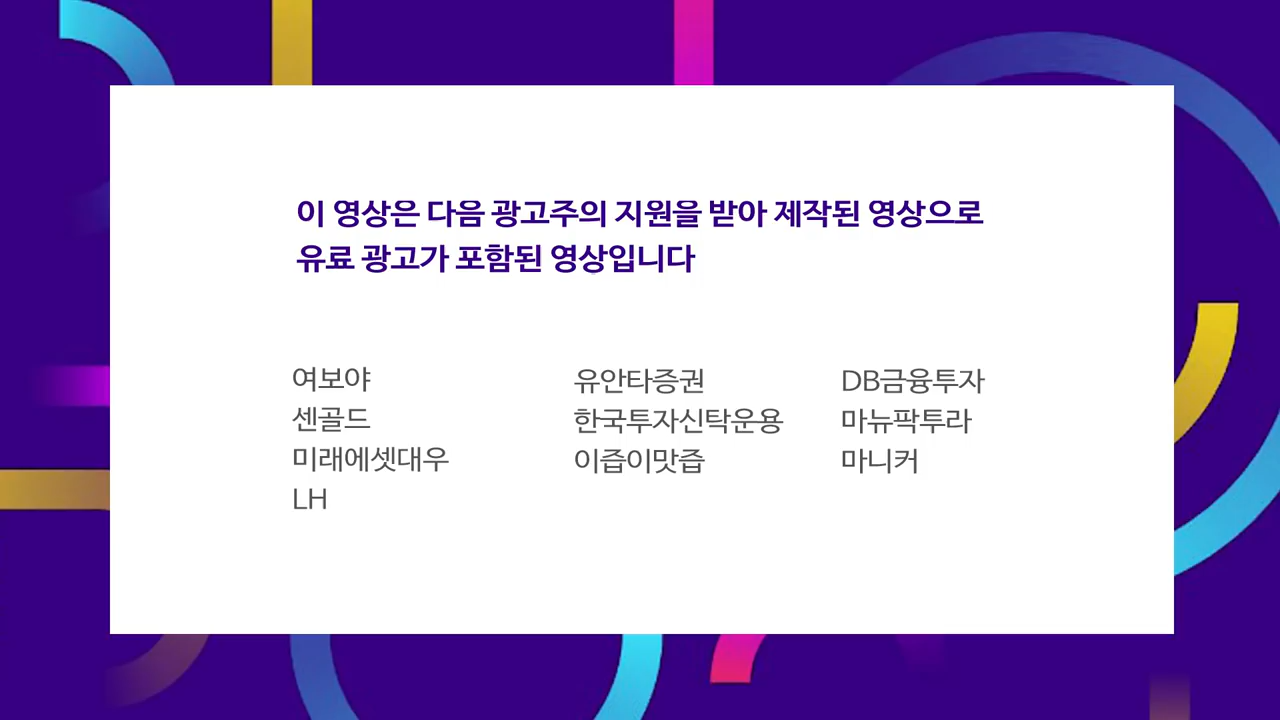 이 영상은 다음 광고주의 지원을 받아 제작된 영상으로
유료 광고가 포함된 영상입니다
여보야
센골드
미래에셋대우
LH
유안타증권
한국투자신탁운용
이즙이맛즙
DB금융투자
마뉴팍투라
마니커